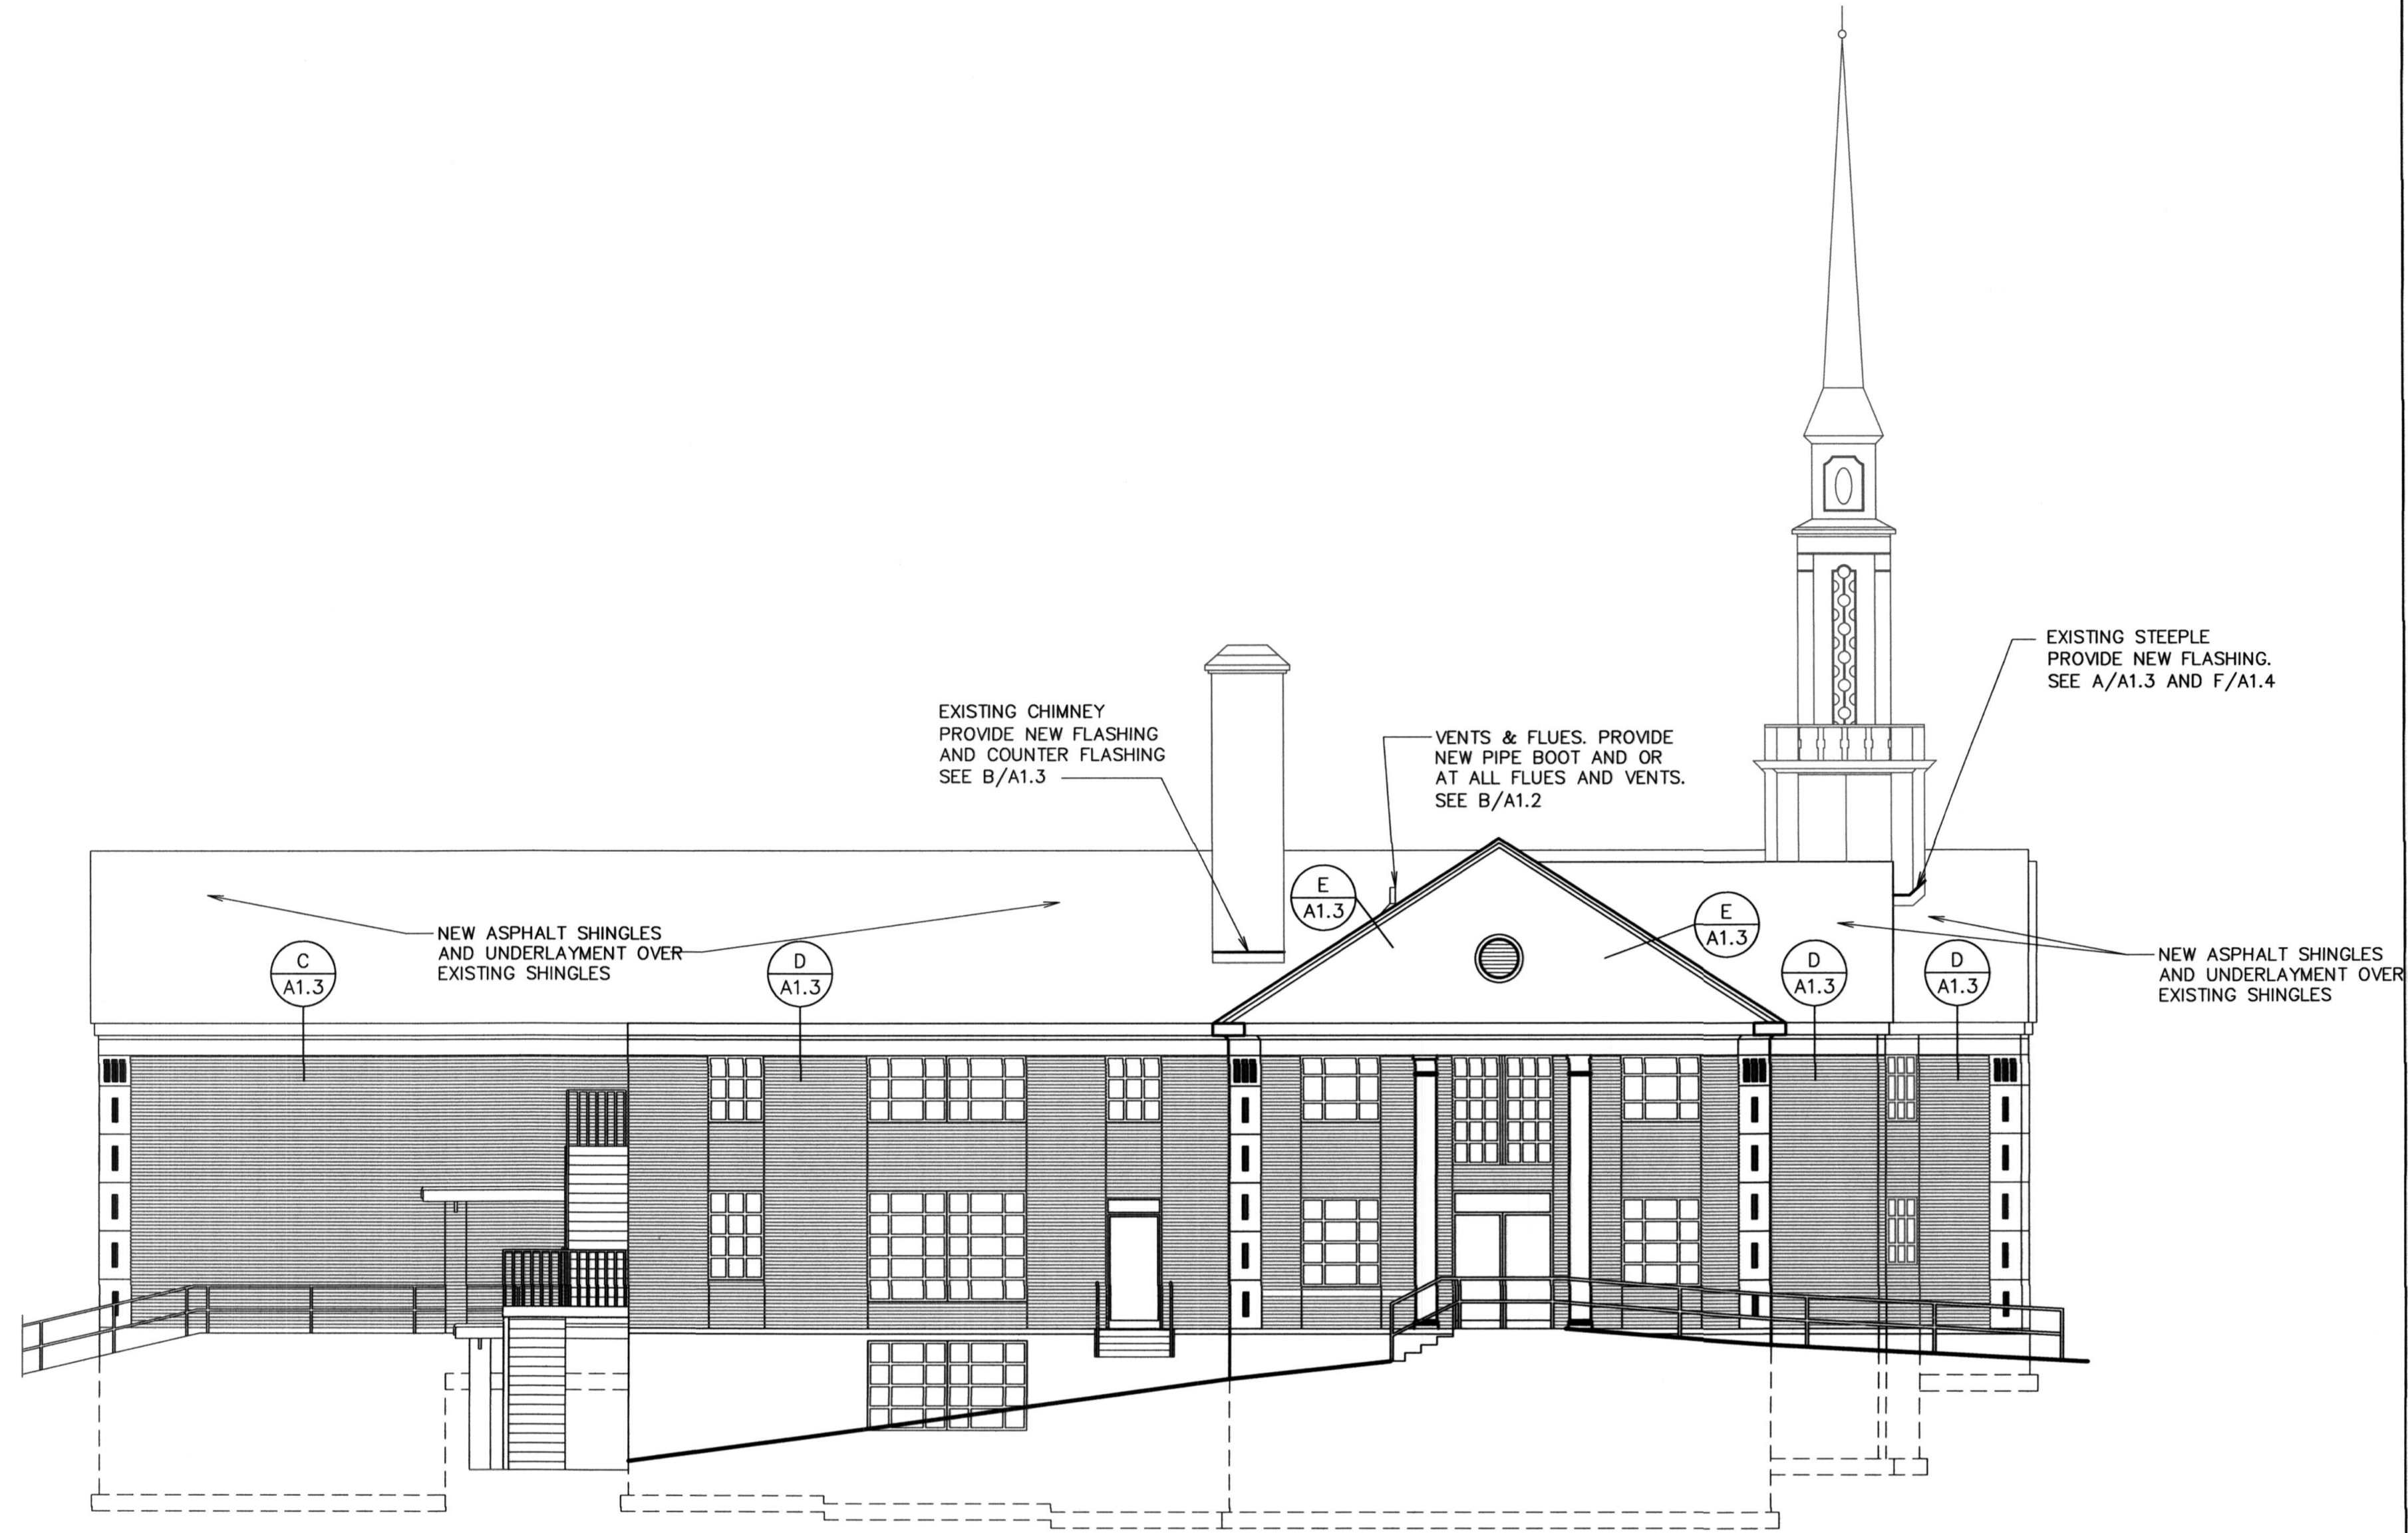 EXISTING STEEPLE
PROVIDE NEW FLASHING.
SEE A/A1.3 AND F/A1.4
EXISTING CHIMNEY
PROVIDE NEW FLASHING
AND COUNTER FLASHING
SEE B/A1.3
VENTS & FLUES. PROVIDE
NEW PIPE BOOT AND OR
AT ALL FLUES AND VENTS.
SEE B/A1.2
E
A1.3
E
A1.3
NEW ASPHALT SHINGLES
AND UNDERLAYMENT OVER
EXISTING SHINGLES
C
A1.3
D
A1.3
D
A1.3
D
A1.3
NEW ASPHALT SHINGLES
AND UNDERLAYMENT OVER
EXISTING SHINGLES